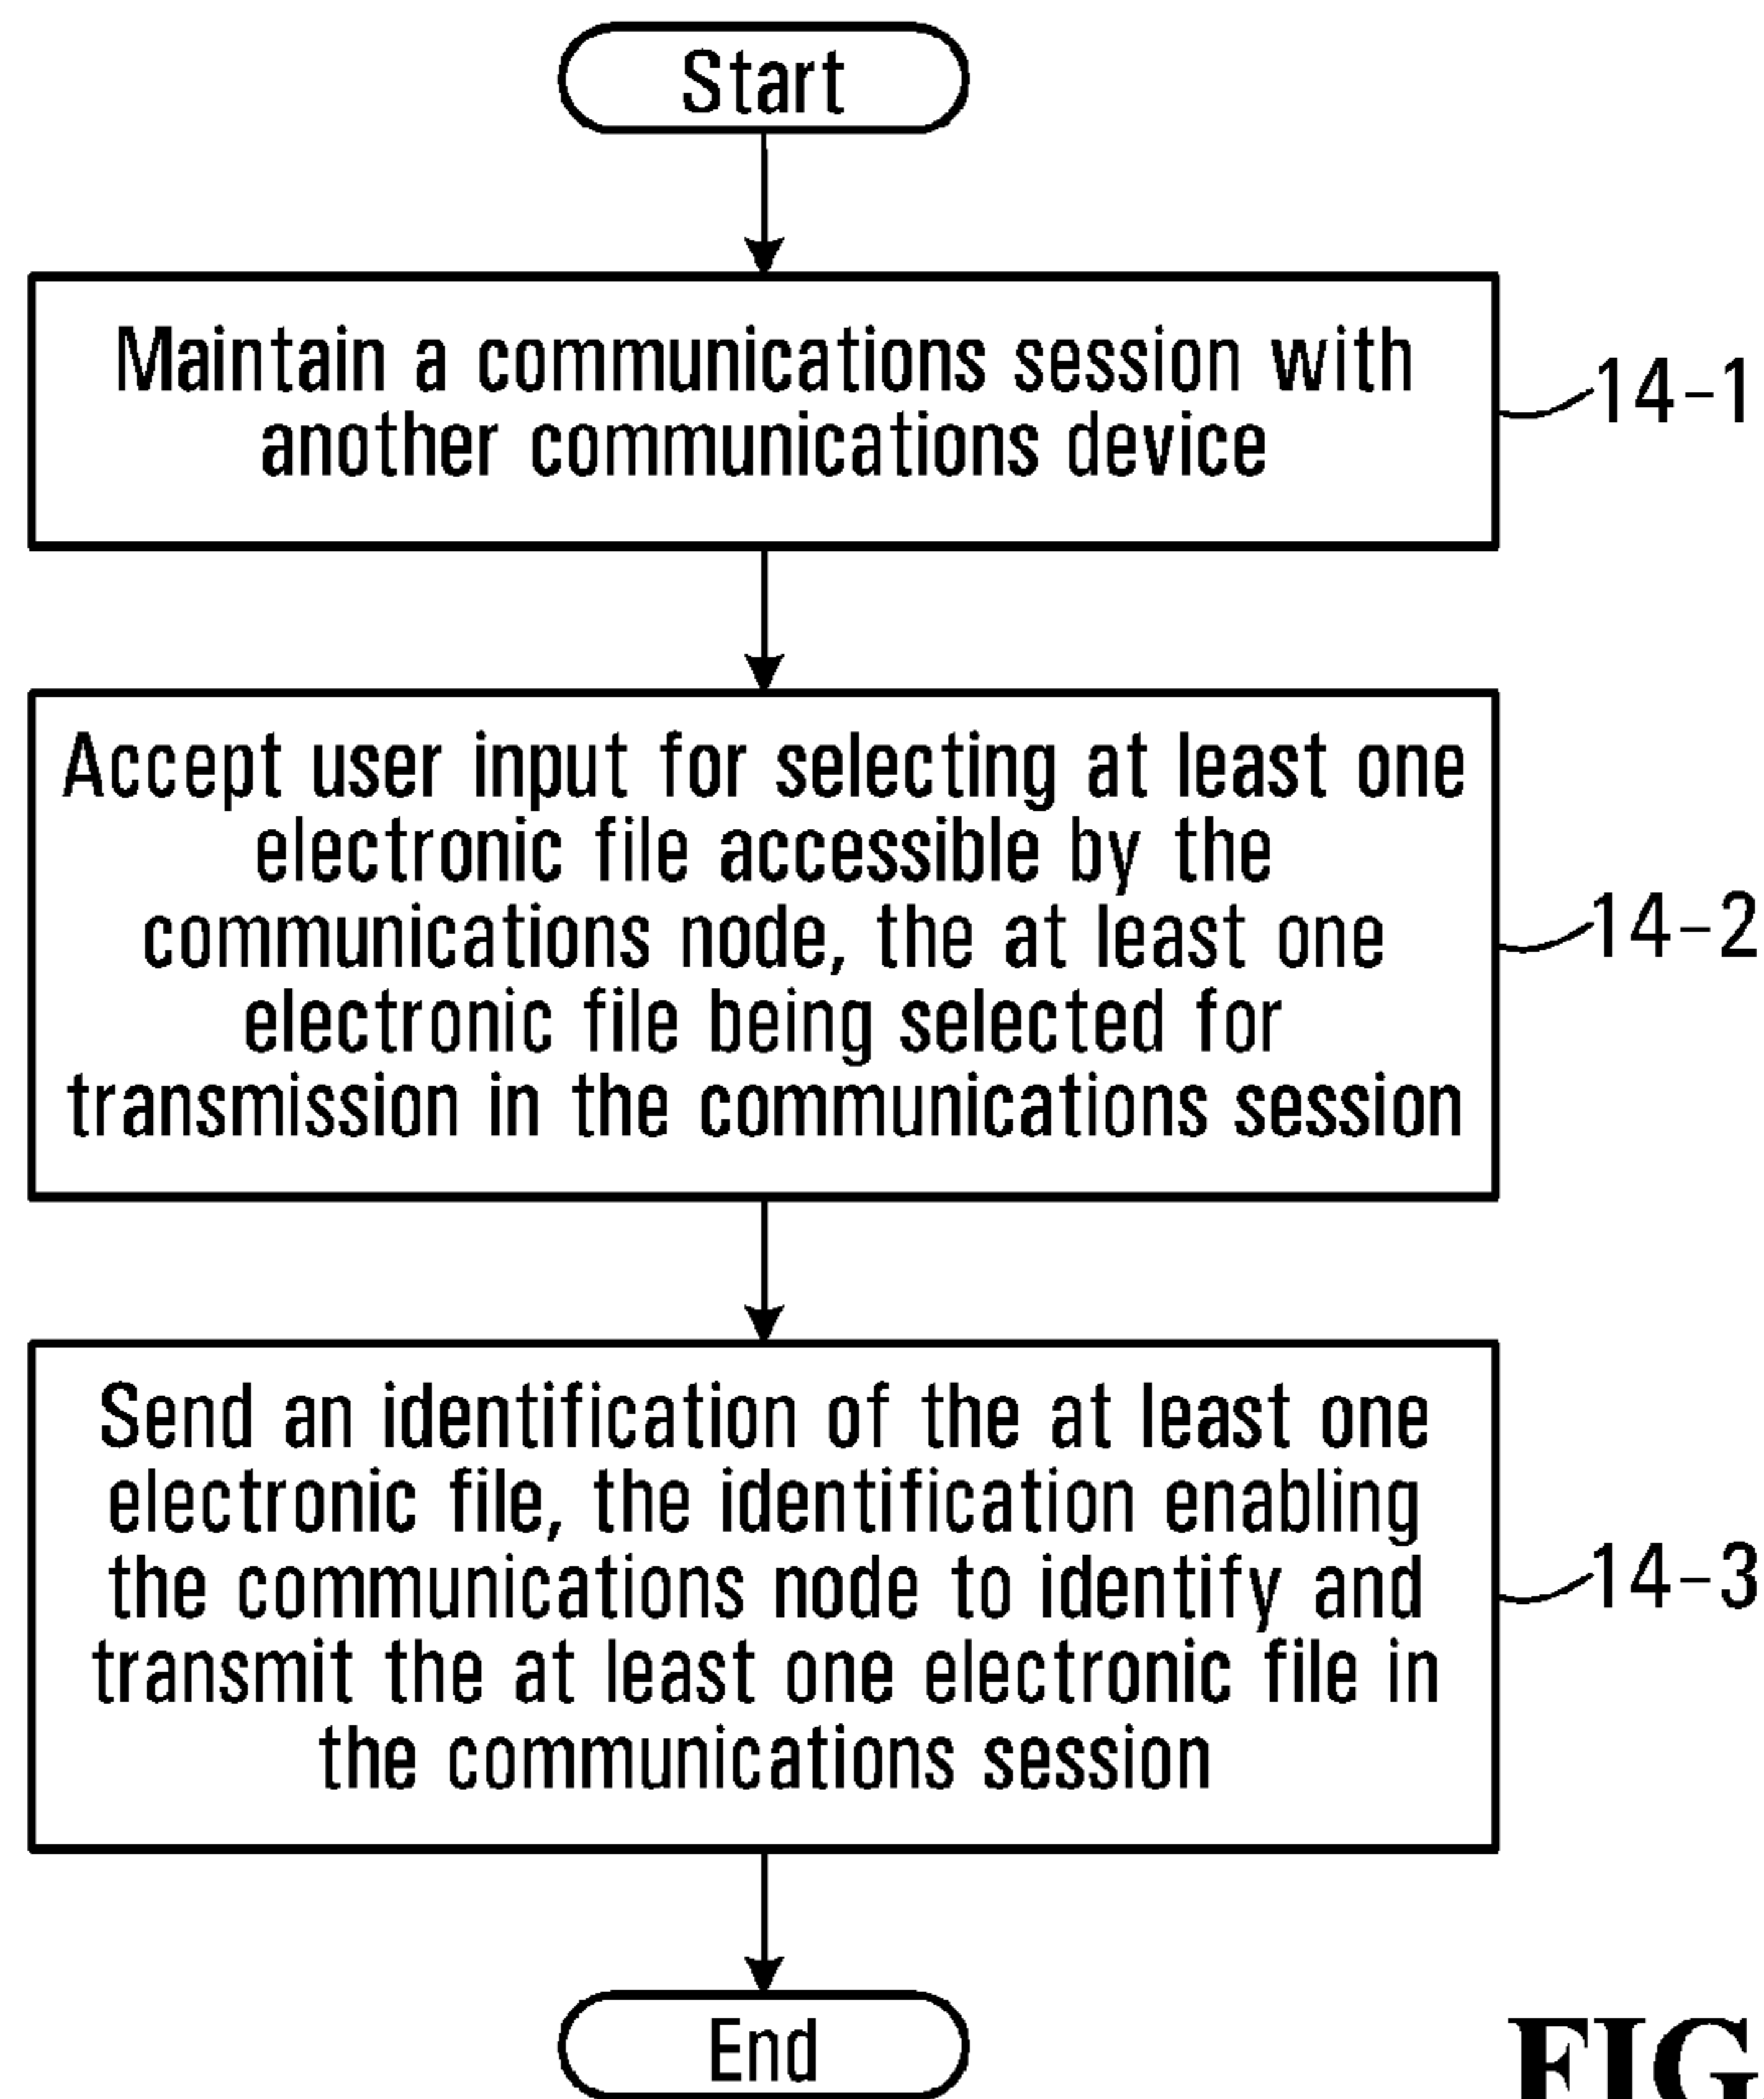 Start
Maintain a communications session with
another communications device
14-1
Accept user input for selecting at least one
electronic file accessible by the
communications node, the at least one
electronic file being selected for
transmission in the communications session
14-2
Send an identification of the at least one
electronic file, the identification enabling
the communications node to identify and
transmit the at least one electronic file in
the communications session
14-3
End
FIG